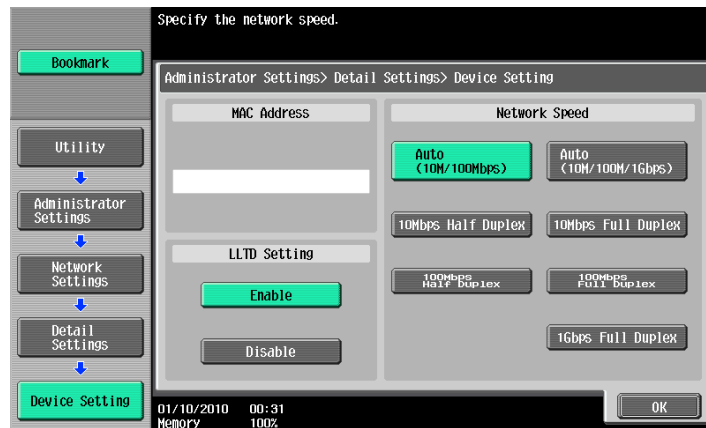 Specify the network speed.
Bookmark
Administrator Settings> Detail Settings> Device Setting
MAC Address
Network Speed
Utility
Administrator
Settings
Network
Settings
Detail
Settings
Device Setting
Auto
(10M/100Mbps)
Auto
(10M/100M/1Gbps)
10Mbps Half Duplex
10Mbps Full Duplex
LLTD Setting
100Mbps
Half Duplex
100Mbps
Full Duplex
Enable
Disable
1Gbps Full Duplex
01/10/2010 00:31
Memory 100%
OK